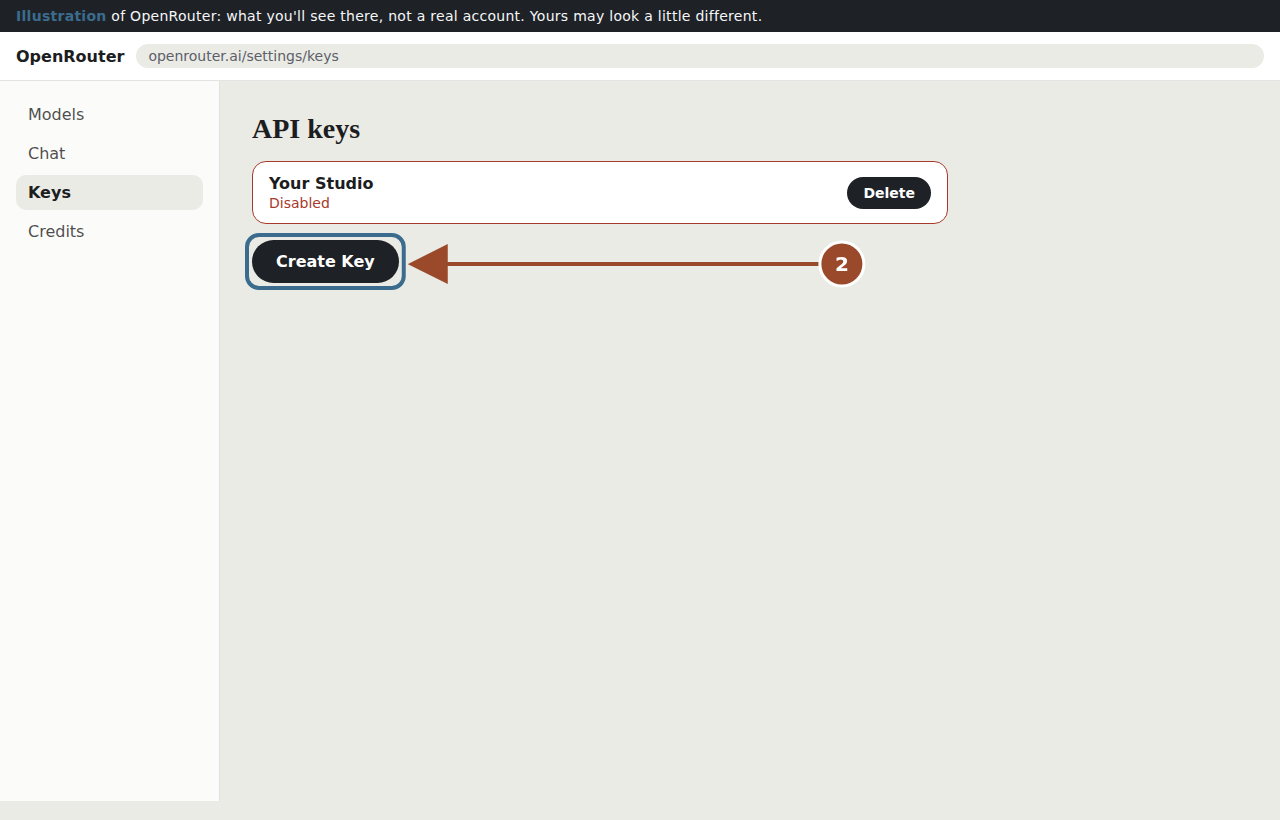 Illustration of OpenRouter: what you'll see there, not a real account. Yours may look a little different.
OpenRouter
openrouter.ai/settings/keys
Models
Chat
Keys
Credits
API keys
Your Studio
Disabled
Delete
Create Key
2